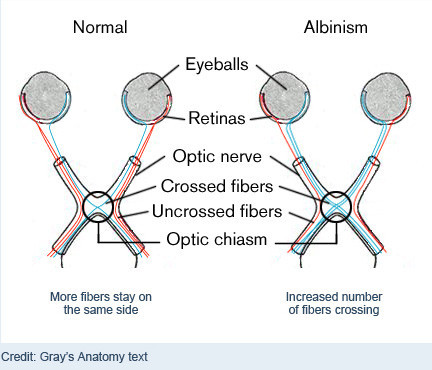 Normal
Albinism
Eyeballs
Retinas
Optic nerve
Crossed fibers
Uncrossed fibers
Optic chiasm
More fibers stay on
the same side
Increased number
of fibers crossing
Credit: Gray's Anatomy text